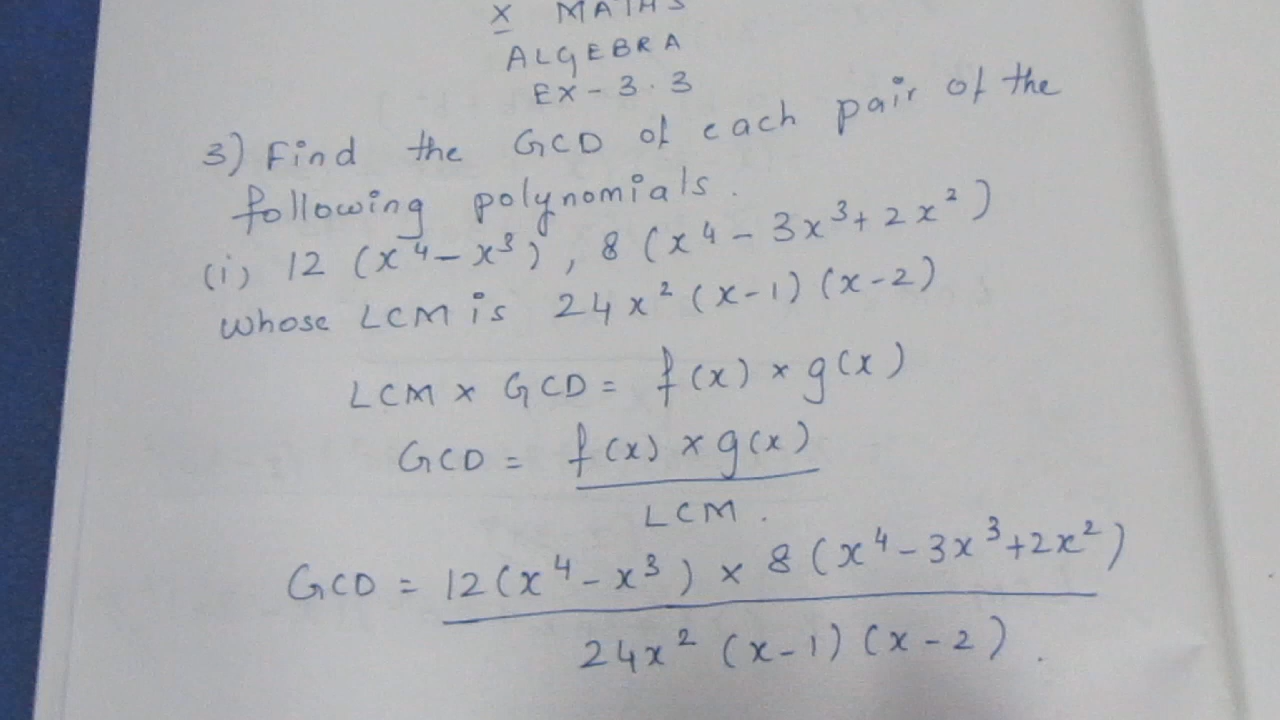 X MATHS
ALGEBRA
EX - 3.3
3) Find the GCD of each pair of the
following polynomials.
(i) 12 (x⁴ - x³), 8 (x⁴ - 3x³ + 2x²)
whose LCM is 24x² (x-1) (x-2)
LCM × GCD = f(x) × g(x)
GCD = f(x) × g(x)
LCM.
GCD = 12(x⁴ - x³) × 8(x⁴ - 3x³ + 2x²)
24x² (x-1) (x-2).